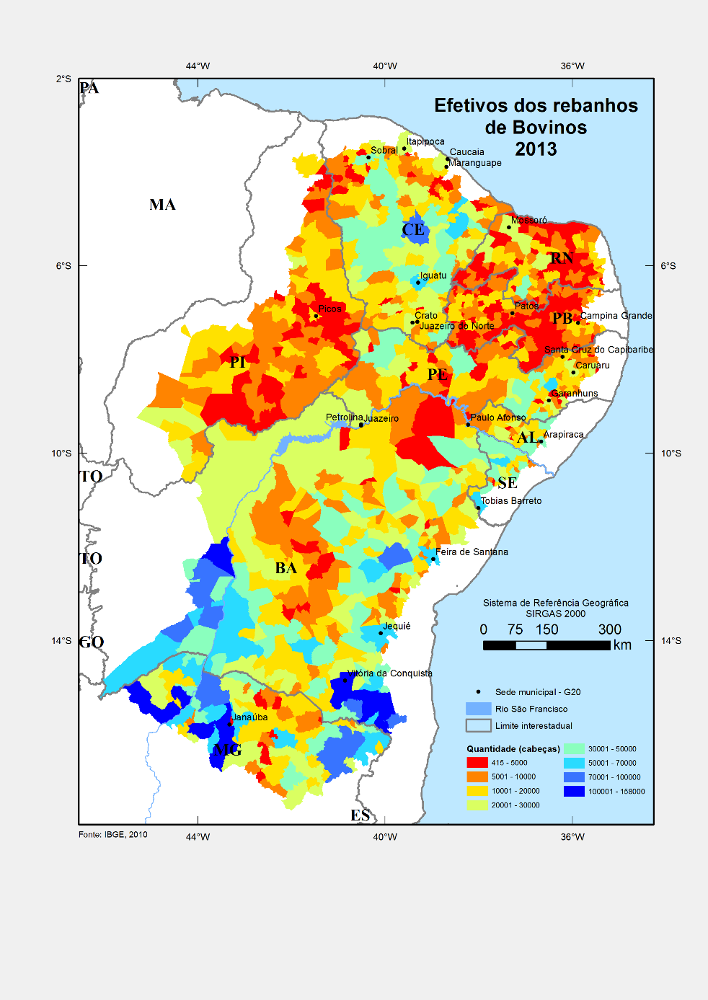 44°W 40°W 36°W
2°S
PA
Efetivos dos rebanhos
de Bovinos
2013
Itapipoca
Sobral
Caucaia
Maranguape
MA
Mossoró
CE
RN
6°S 6°S
Iguatu
Picos
Patos
Crato
PB
Campina Grande
Juazeiro do Norte
Santa Cruz do Capibaribe
PI
Caruaru
PE
Garanhuns
Petrolina
Juazeiro
Paulo Afonso
AL
Arapiraca
10°S 10°S
TO
SE
Tobias Barreto
Feira de Santana
TO
BA
Sistema de Referência Geográfica
SIRGAS 2000
Jequié
0 75 150 300
km
GO
14°S 14°S
Vitória da Conquista
Sede municipal - G20
Rio São Francisco
Janaúba
Limite interestadual
MG
Quantidade (cabeças)
415 - 5000
5001 - 10000
10001 - 20000
20001 - 30000
30001 - 50000
50001 - 70000
70001 - 100000
100001 - 158000
ES
Fonte: IBGE, 2010
44°W 40°W 36°W